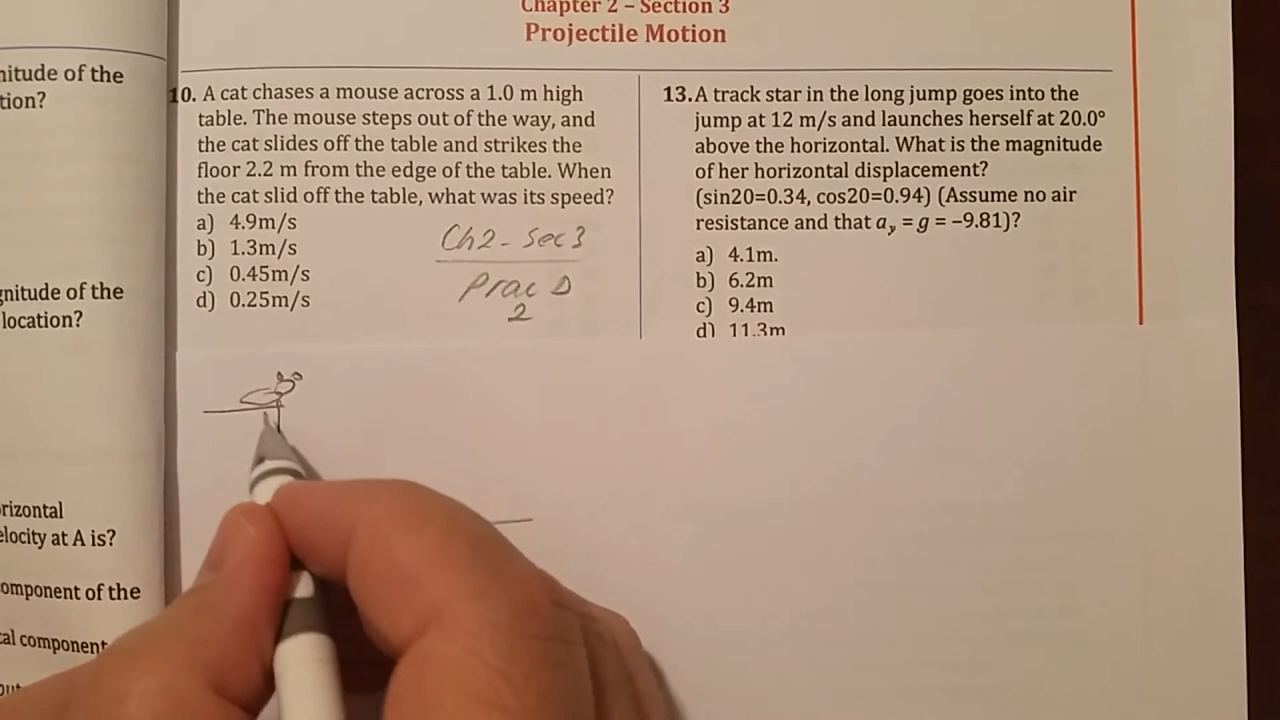 Chapter 2 – Section 3
Projectile Motion
nitude of the
tion?
gnitude of the
location?
rizontal
elocity at A is?
omponent of the
cal component
10. A cat chases a mouse across a 1.0 m high
table. The mouse steps out of the way, and
the cat slides off the table and strikes the
floor 2.2 m from the edge of the table. When
the cat slid off the table, what was its speed?
a) 4.9m/s
b) 1.3m/s
c) 0.45m/s
d) 0.25m/s
Ch2 - Sec 3
Prac D
2
13. A track star in the long jump goes into the
jump at 12 m/s and launches herself at 20.0°
above the horizontal. What is the magnitude
of her horizontal displacement?
(sin20=0.34, cos20=0.94) (Assume no air
resistance and that ay = g = –9.81)?
a) 4.1m.
b) 6.2m
c) 9.4m
d) 11.3m